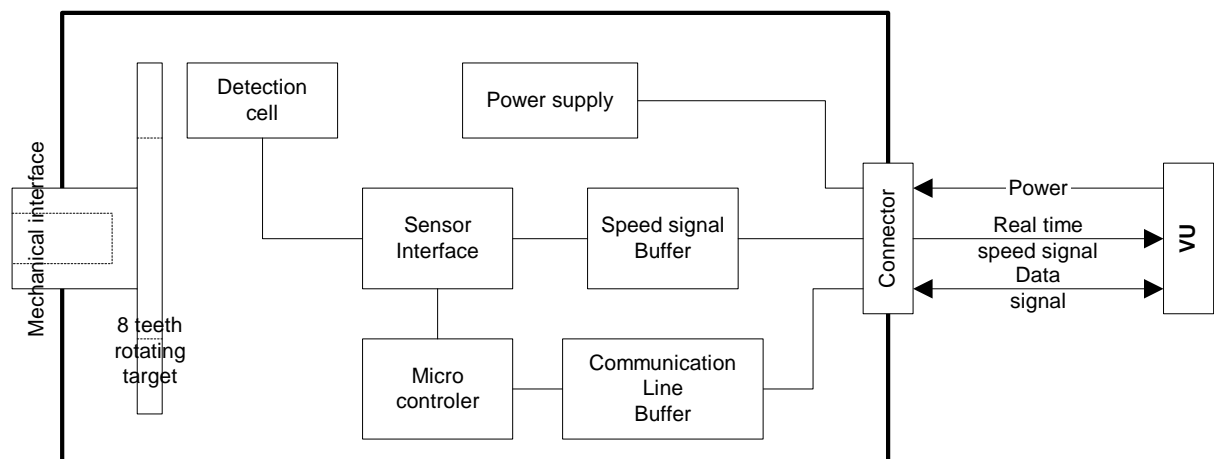 Detection
cell
Power supply
Mechanical interface
Sensor
Interface
Speed signal
Buffer
Connector
Power
Real time
speed signal
Data
signal
VU
8 teeth
rotating
target
Micro
controler
Communication
Line
Buffer